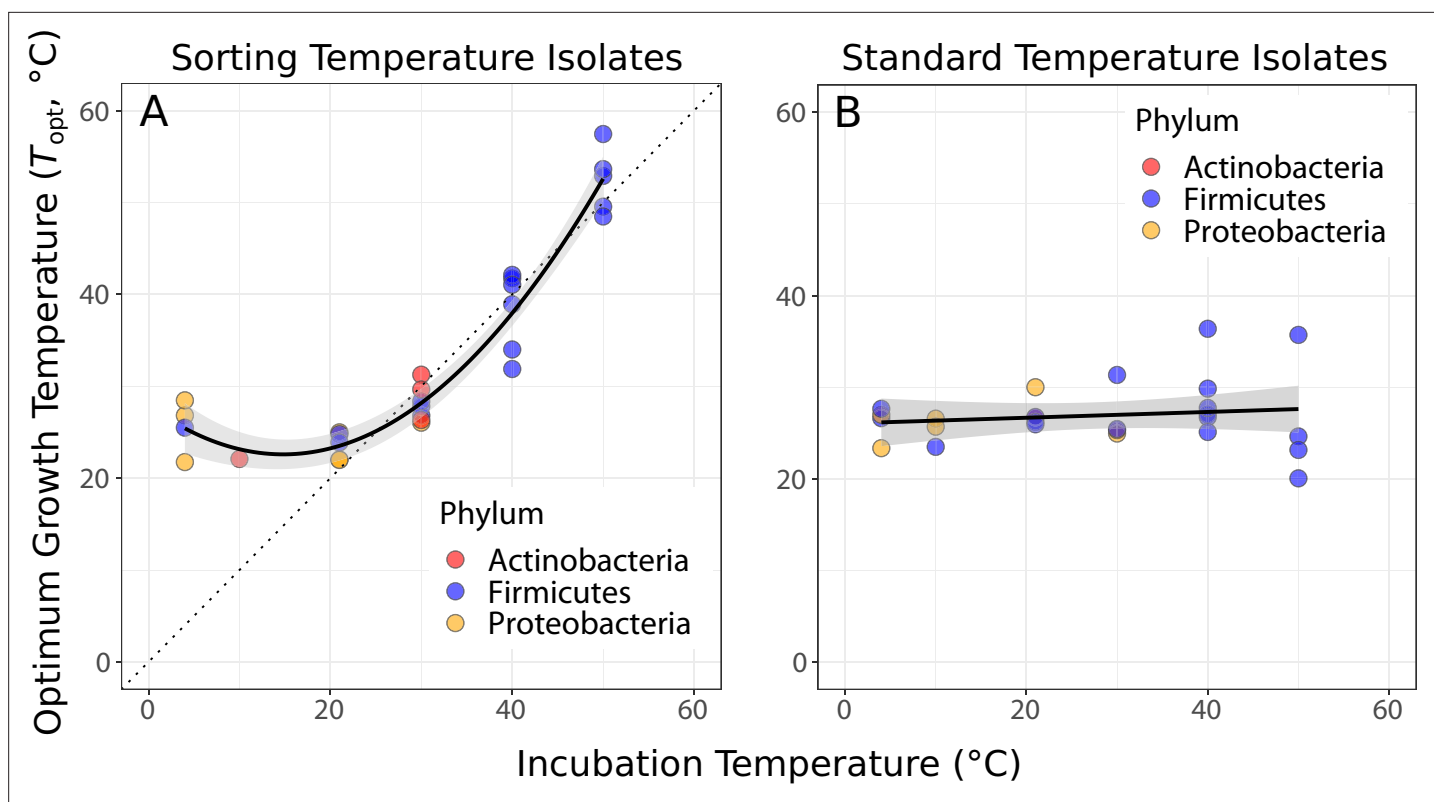 Sorting Temperature Isolates
Standard Temperature Isolates
Optimum Growth Temperature (Topt, °C)
A
60
40
20
0
0 20 40 60
Phylum
Actinobacteria
Firmicutes
Proteobacteria
B
60
40
20
0
0 20 40 60
Phylum
Actinobacteria
Firmicutes
Proteobacteria
Incubation Temperature (°C)